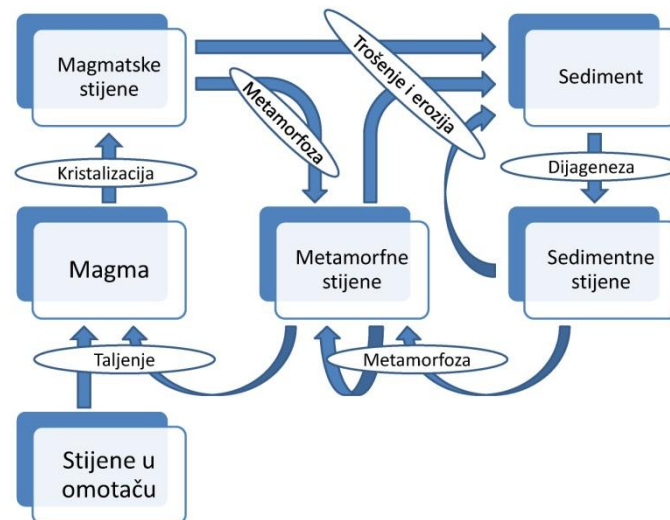 Magmatske
stijene
Trošenje i erozija
Sediment
Metamorfoza
Kristalizacija
Dijageneza
Magma
Metamorfne
stijene
Sedimentne
stijene
Taljenje
Metamorfoza
Stijene u
omotaču